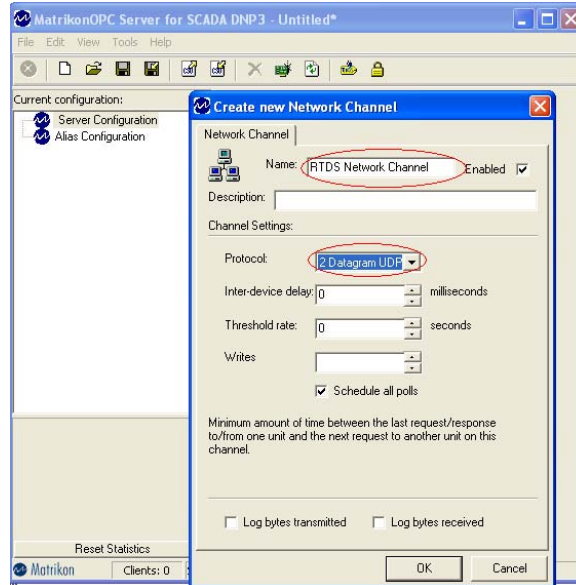 MatrikonOPC Server for SCADA DNP3 - Untitled*
File Edit View Tools Help
Current configuration:
Server Configuration
Alias Configuration
Create new Network Channel
Network Channel
Name: RTDS Network Channel Enabled
Description:
Channel Settings:
Protocol: 2 Datagram UDP
Inter-device delay: 0 milliseconds
Threshold rate: 0 seconds
Writes
Schedule all polls
Minimum amount of time between the last request/response
to/from one unit and the next request to another unit on this
channel.
Log bytes transmitted Log bytes received
Reset Statistics
Matrikon Clients: 0
OK Cancel